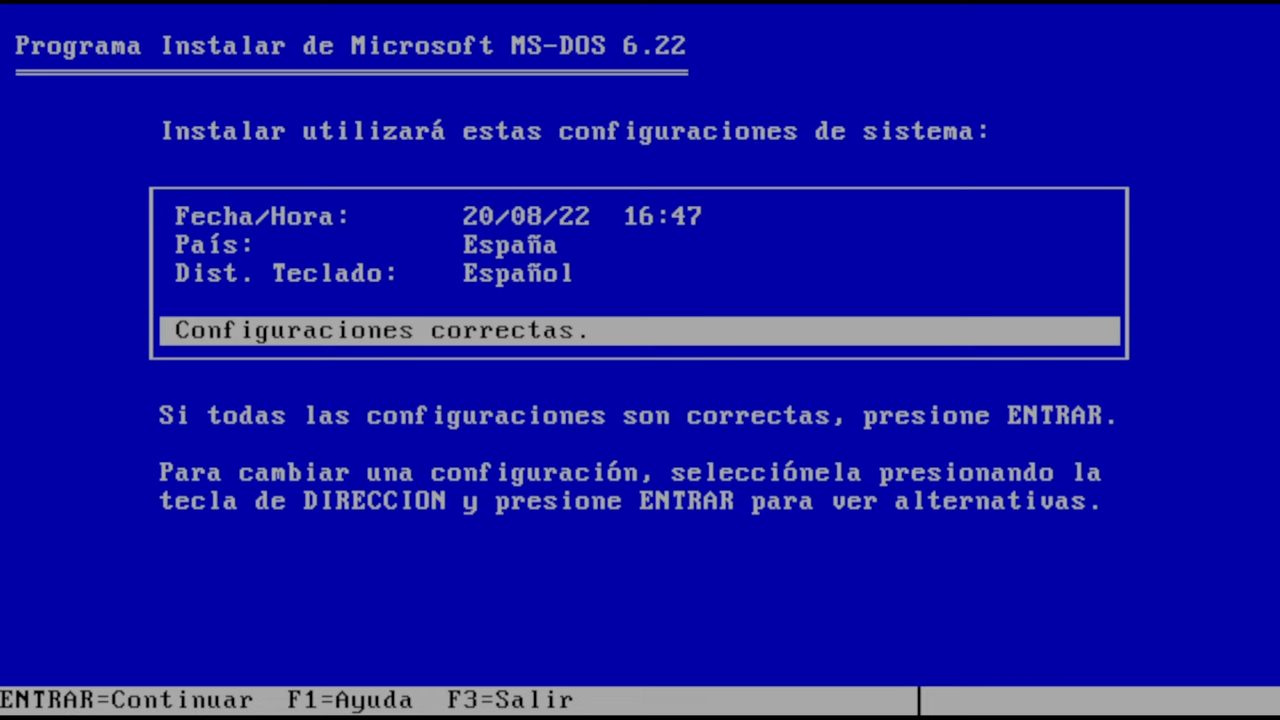 Programa Instalar de Microsoft MS-DOS 6.22
Instalar utilizará estas configuraciones de sistema:
Fecha/Hora: 20/08/22 16:47
País: España
Dist. Teclado: Español
Configuraciones correctas.
Si todas las configuraciones son correctas, presione ENTRAR.
Para cambiar una configuración, selecciónela presionando la
tecla de DIRECCION y presione ENTRAR para ver alternativas.
ENTRAR=Continuar F1=Ayuda F3=Salir